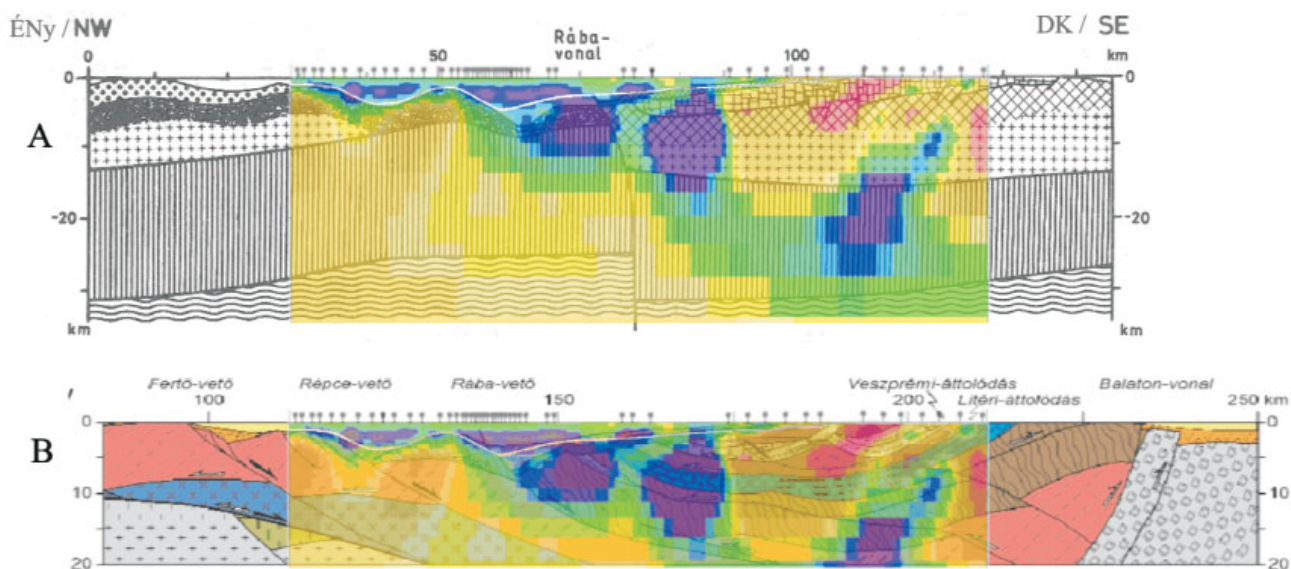 ÉNy / NW
DK / SE
0
50
Rába-
vonal
100
km
0
0
A
-20
-20
km
km
Fertő-vető
Répce-vető
Rába-vető
Veszprémi-áttolódás
Balaton-vonal
Litéri-áttolódás
100
150
200
250 km
0
0
B
10
10
20
20